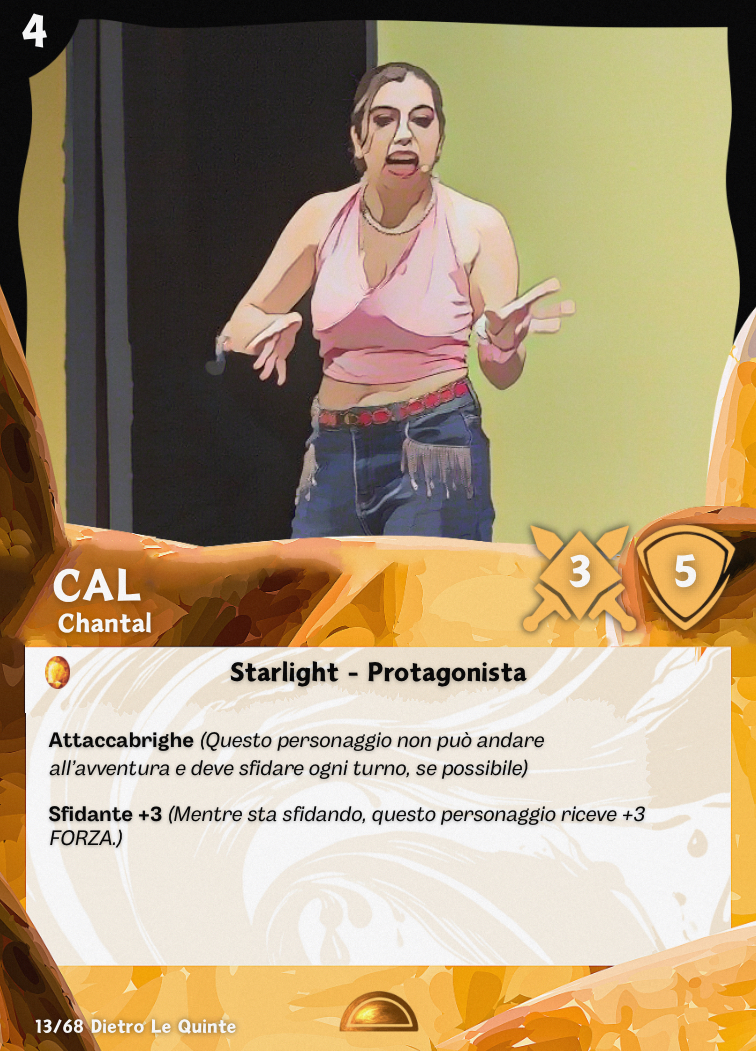 4
CAL
Chantal
3
5
Starlight - Protagonista
Attaccabrighe (Questo personaggio non può andare
all'avventura e deve sfidare ogni turno, se possibile)
Sfidante +3 (Mentre sta sfidando, questo personaggio riceve +3
FORZA.)
13/68 Dietro Le Quinte